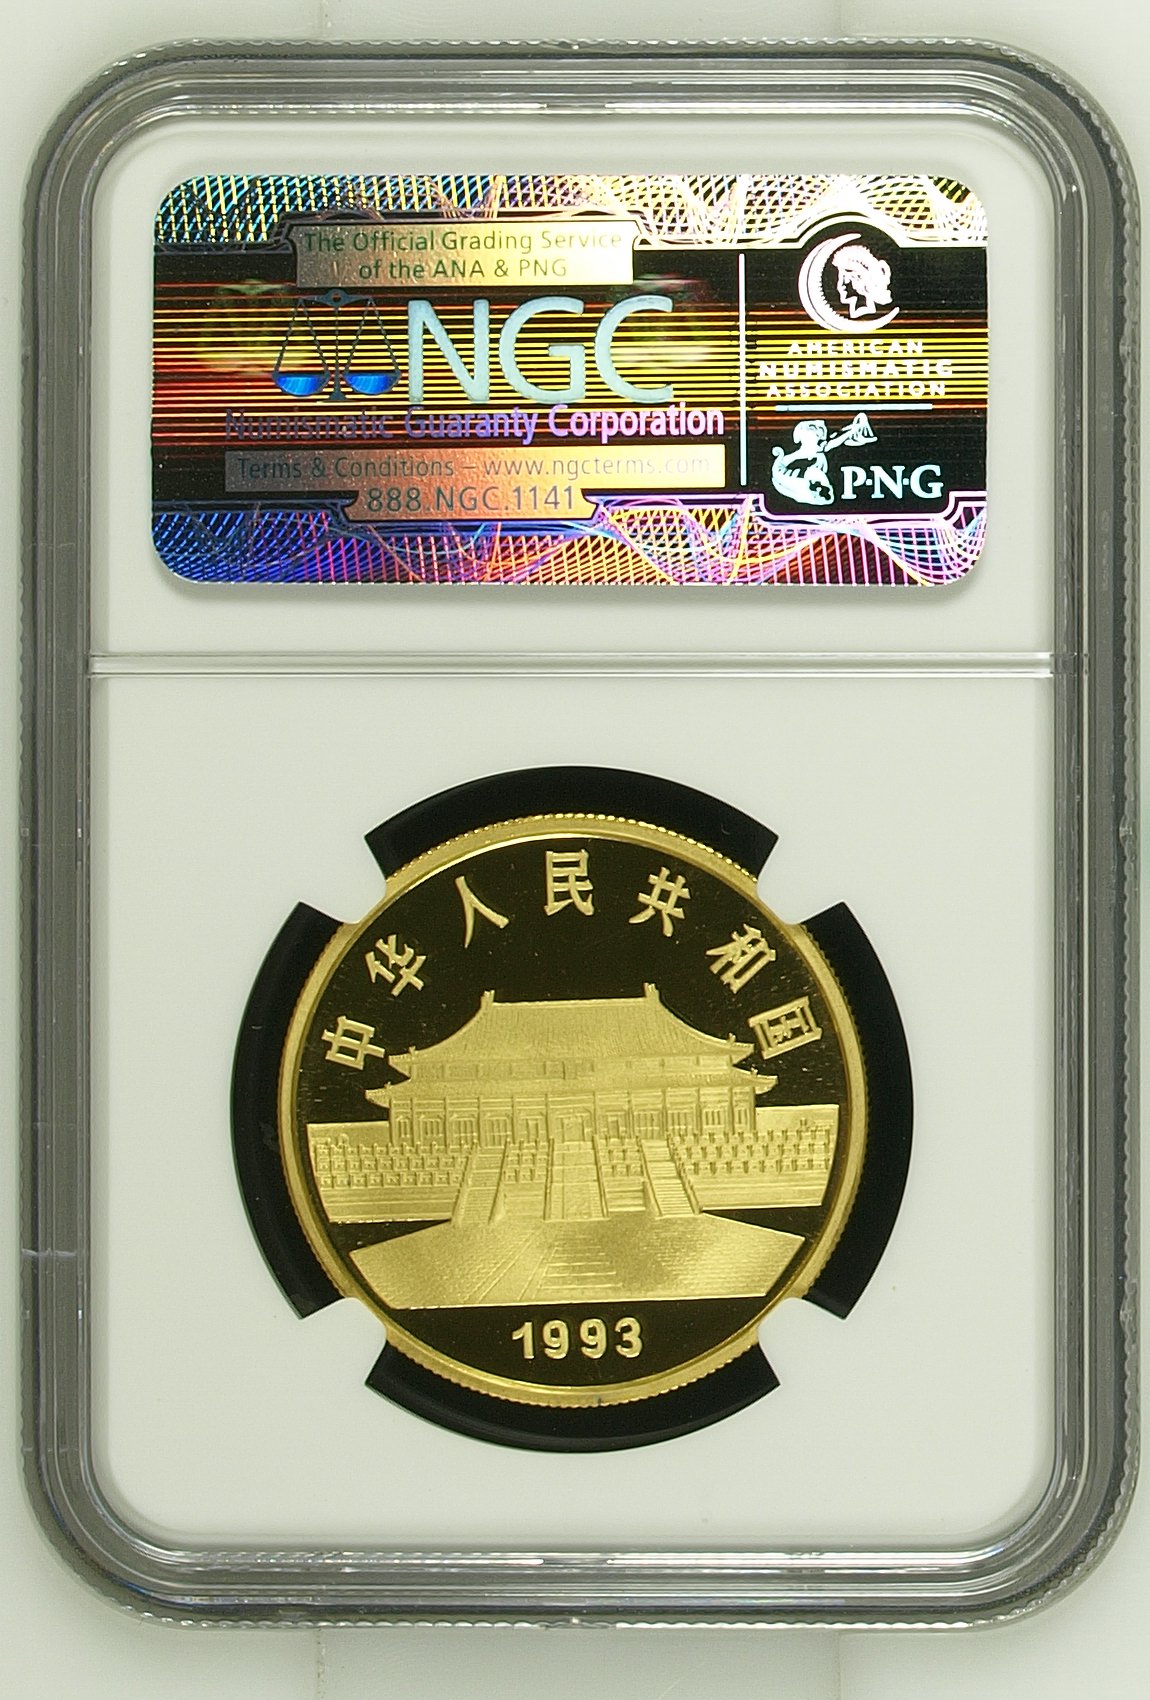 The Official Grading Service
of the ANA & PNG
NGC
Numismatic Guaranty Corporation
Terms & Conditions – www.ngcterms.com
888.NGC.1141
AMERICAN
NUMISMATIC
ASSOCIATION
P·N·G
中华人民共和国
1993